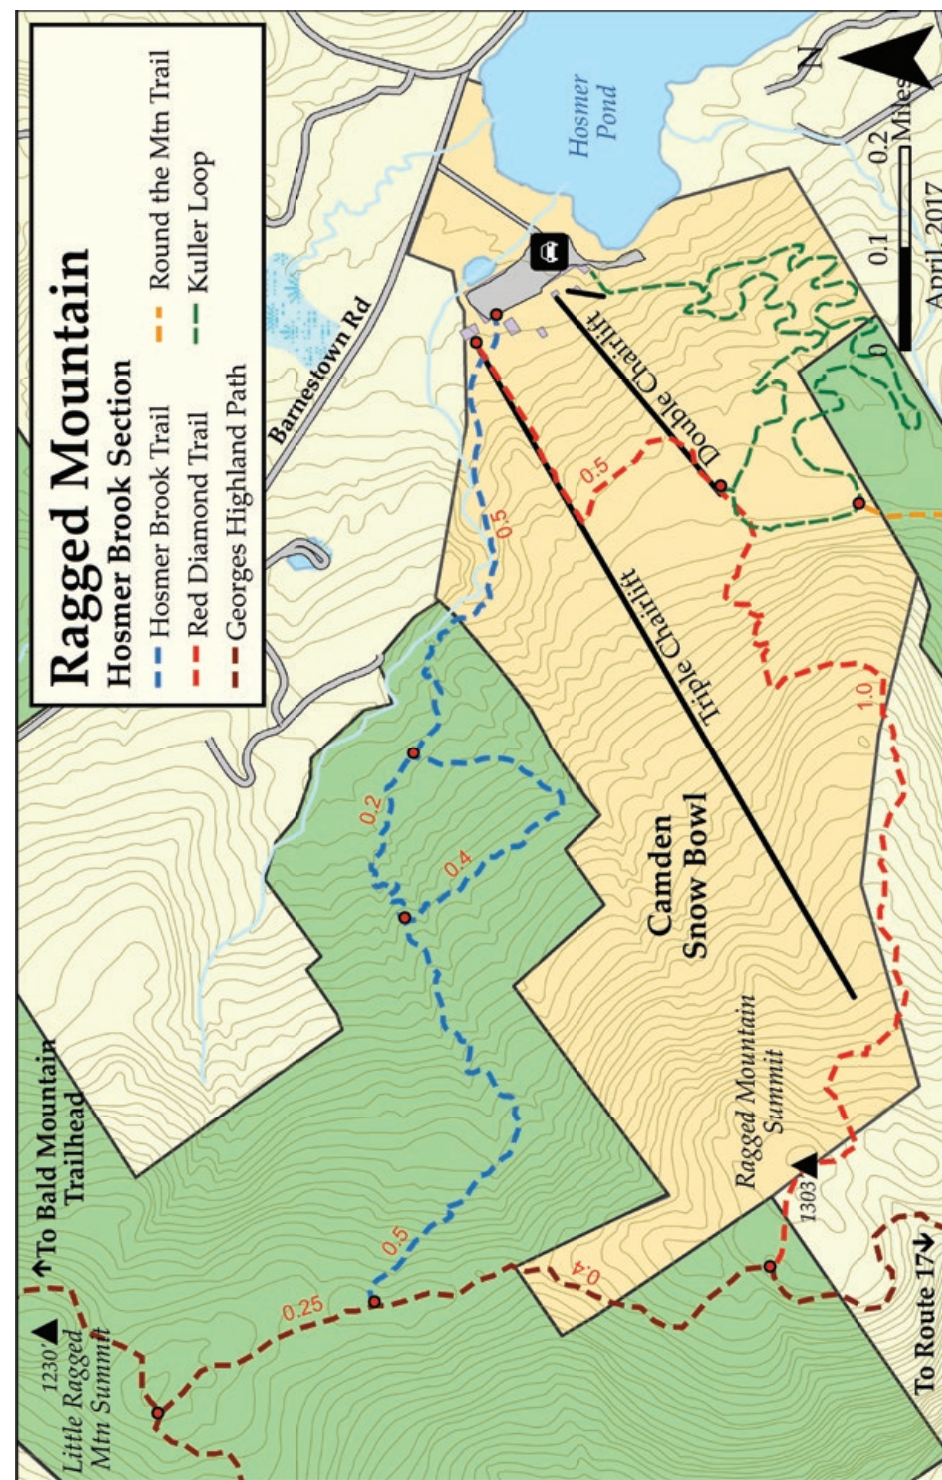 Ragged Mountain
Hosmer Brook Section
Hosmer Brook Trail
Round the Mtn Trail
Red Diamond Trail
Kuller Loop
Georges Highland Path
Barnestown Rd
Hosmer
Pond
N
0
0.1
0.2
Miles
April, 2017
0.5
0.5
Double Chairlift
Triple Chairlift
1.0
0.2
0.4
Camden
Snow Bowl
Ragged Mountain
Summit
1303'
0.5
0.4
0.25
↑To Bald Mountain
Trailhead
1230'
Little Ragged
Mtn Summit
To Route 17↓